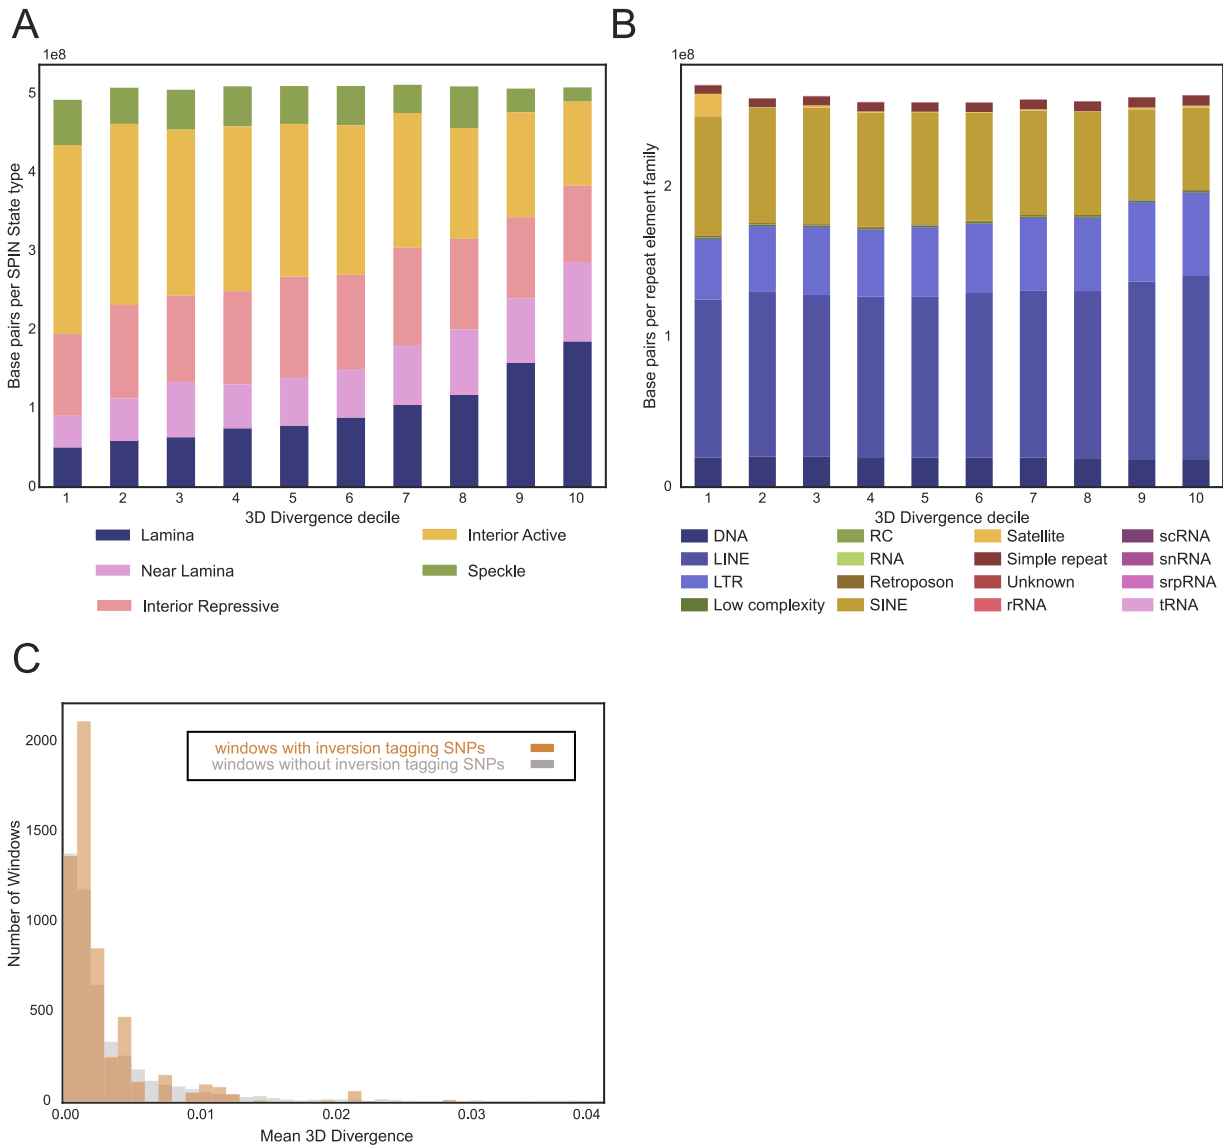 A
1e8
5
4
3
2
1
0
Base pairs per SPIN State type
1 2 3 4 5 6 7 8 9 10
3D Divergence decile
Lamina
Near Lamina
Interior Repressive
Interior Active
Speckle
B
1e8
2
1
0
Base pairs per repeat element family
1 2 3 4 5 6 7 8 9 10
3D Divergence decile
DNA
LINE
LTR
Low complexity
RC
RNA
Retroposon
SINE
Satellite
Simple repeat
Unknown
rRNA
scRNA
snRNA
srpRNA
tRNA
C
2000
1500
1000
500
0
Number of Windows
windows with inversion tagging SNPs
windows without inversion tagging SNPs
0.00 0.01 0.02 0.03 0.04
Mean 3D Divergence